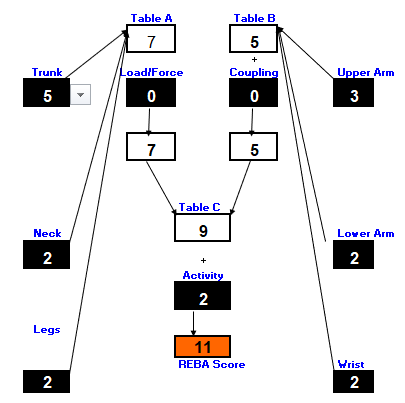 Table A
Table B
7
5
+
Trunk
Load/Force
Coupling
Upper Arm
5
0
0
3
7
5
Table C
9
Neck
Lower Arm
2
2
+
Activity
2
Legs
11
REBA Score
Wrist
2
2